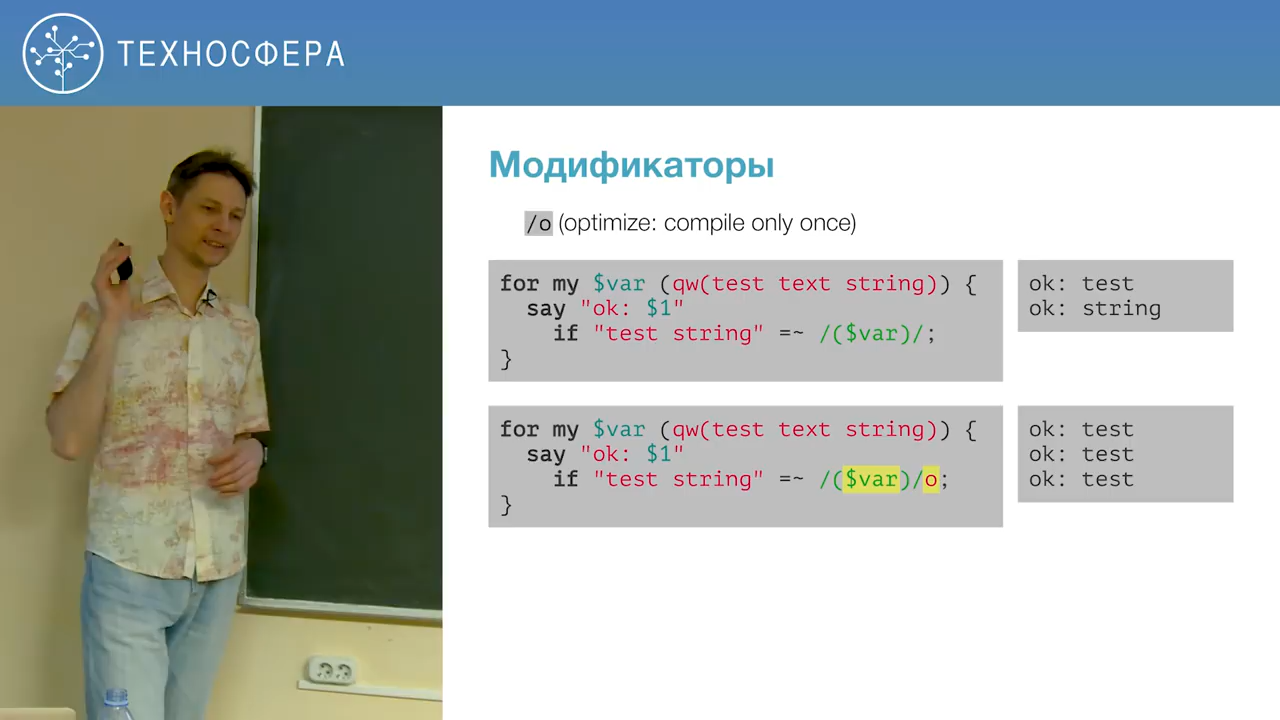 ТЕХНОСФЕРА
Модификаторы
/o (optimize: compile only once)
for my $var (qw(test text string)) {
  say "ok: $1"
    if "test string" =~ /($var)/;
}
ok: test
ok: string
for my $var (qw(test text string)) {
  say "ok: $1"
    if "test string" =~ /($var)/o;
}
ok: test
ok: test
ok: test